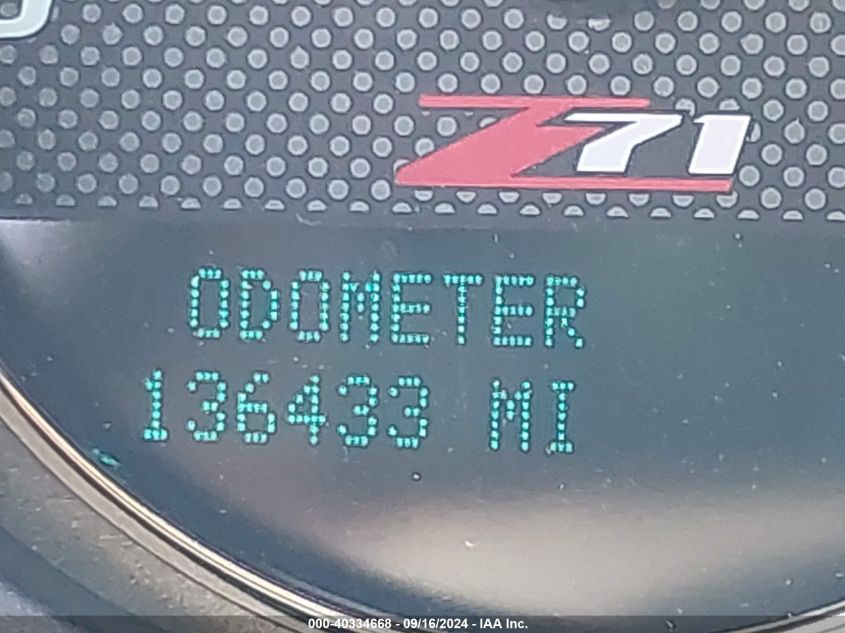 Z71
ODOMETER
136433 MI
000-40334668 - 09/16/2024 - IAA Inc.